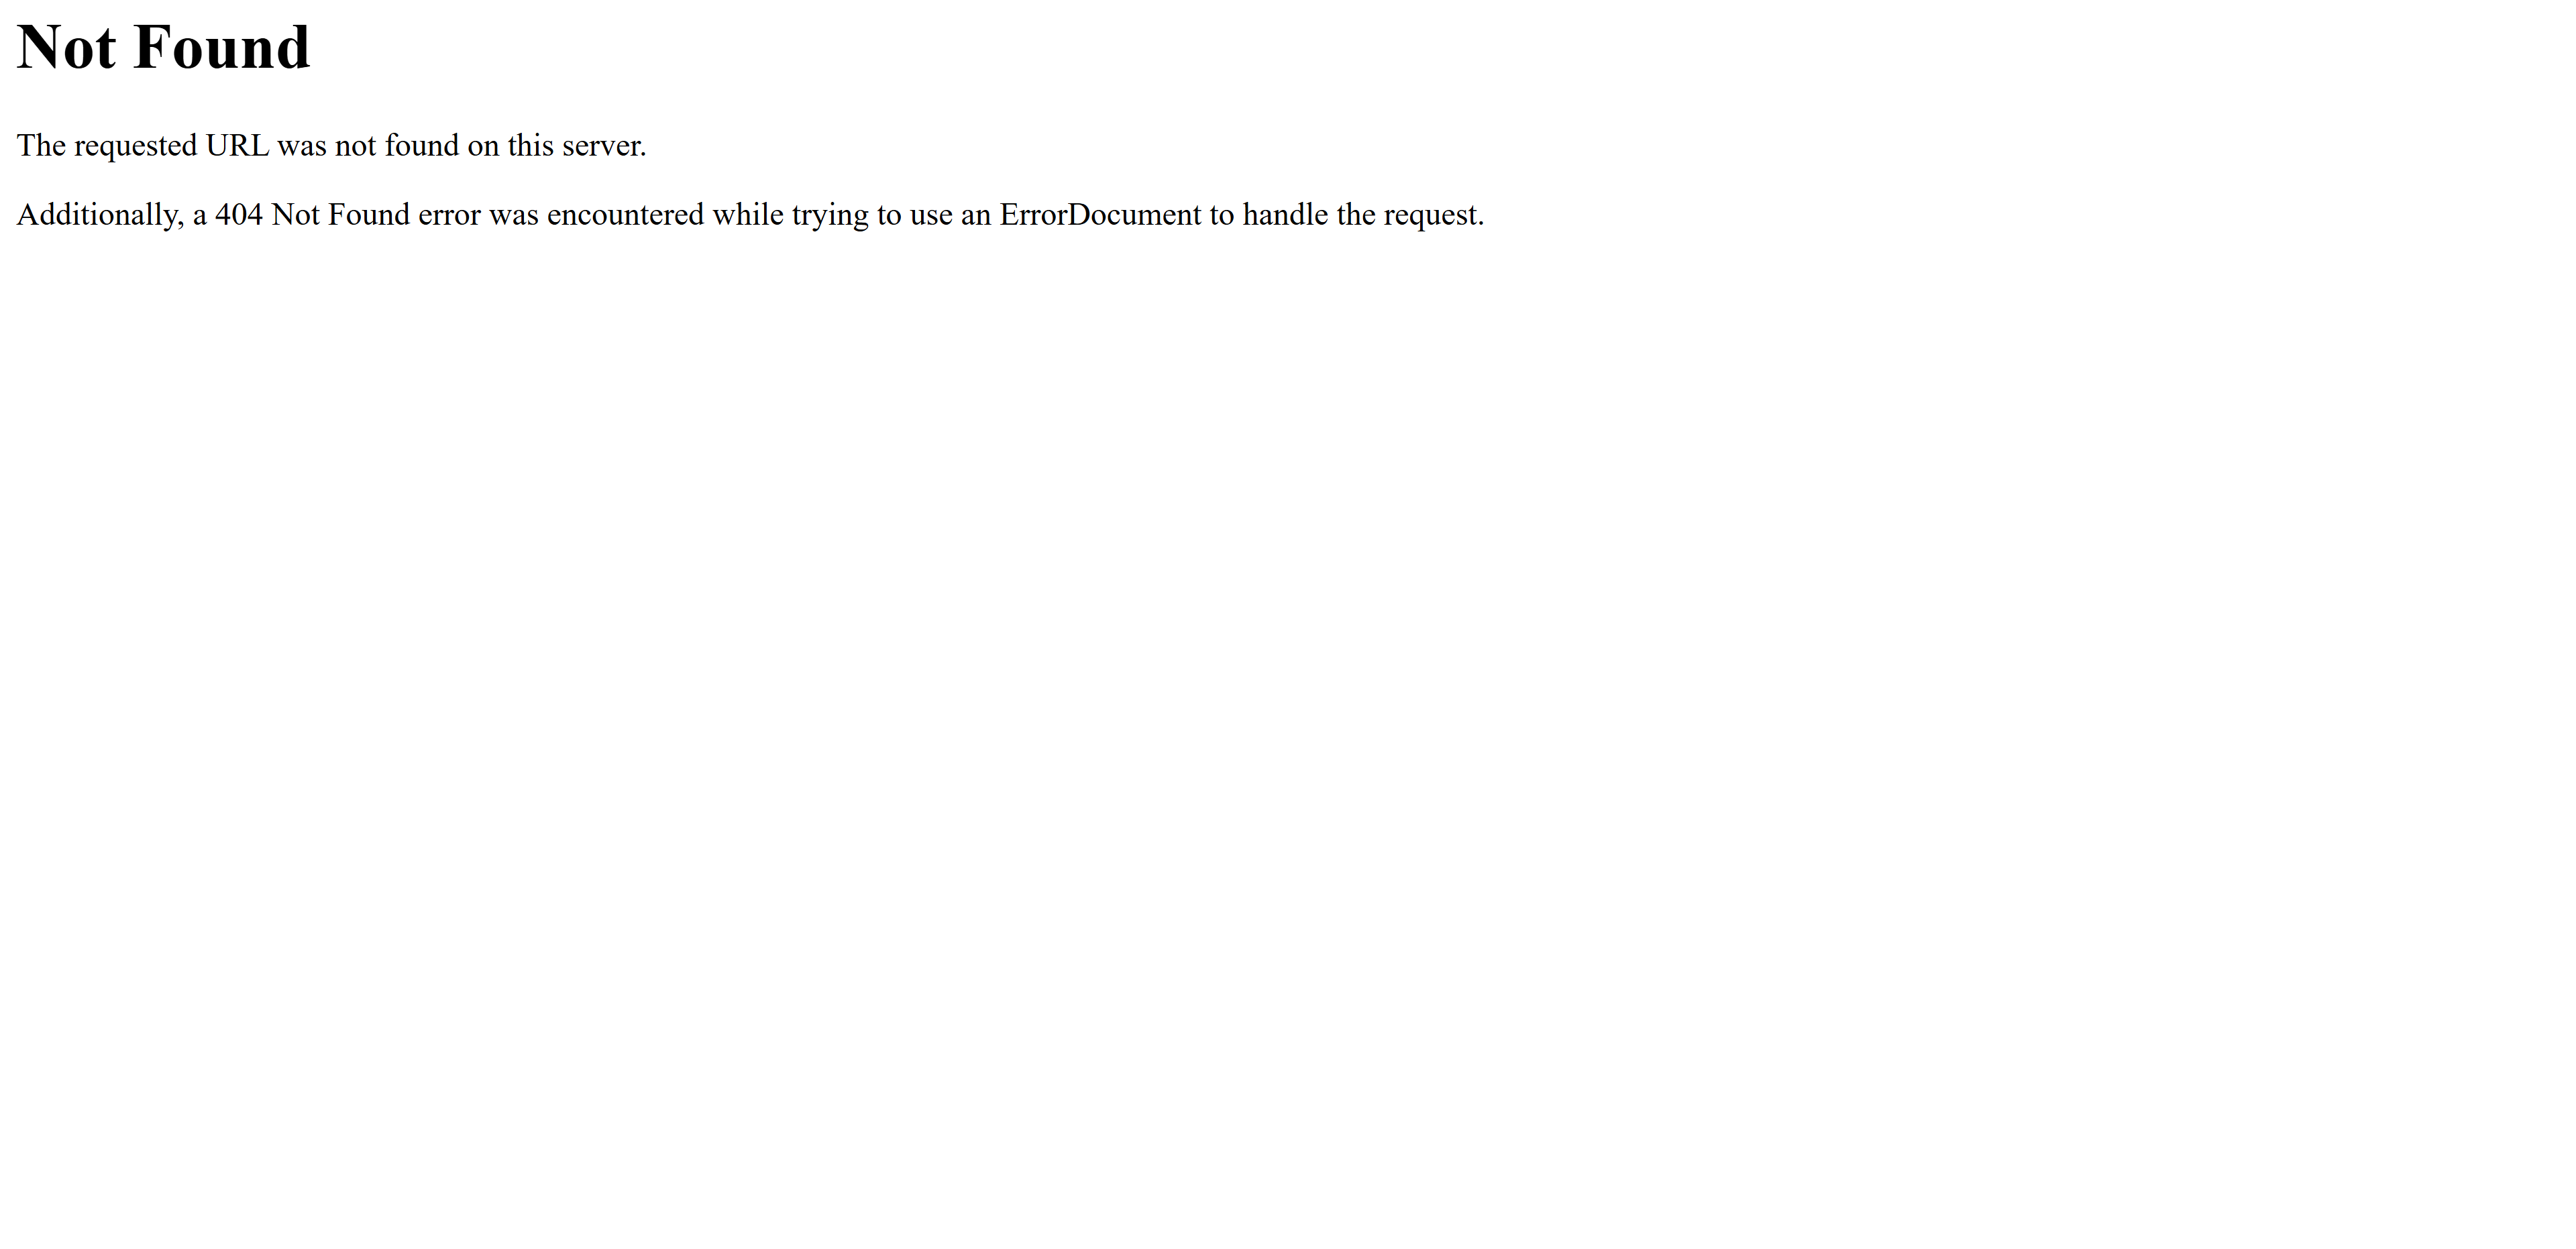 Not Found
The requested URL was not found on this server.
Additionally, a 404 Not Found error was encountered while trying to use an ErrorDocument to handle the request.